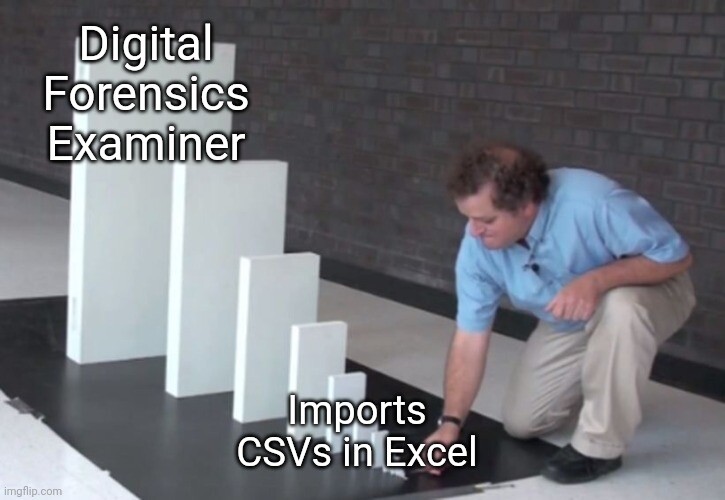 Digital
Forensics
Examiner
Imports
CSVs in Excel
imgflip.com